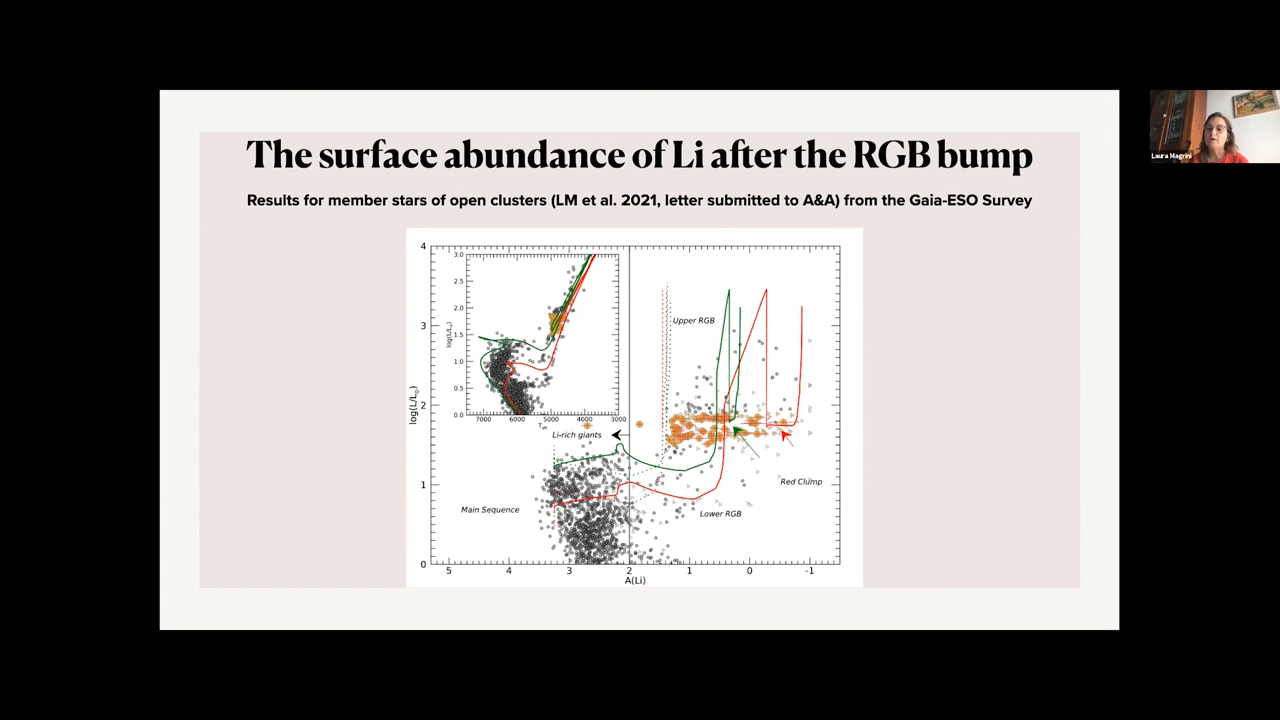 The surface abundance of Li after the RGB bump
Results for member stars of open clusters (LM et al. 2021, letter submitted to A&A) from the Gaia-ESO Survey
Laura Magrini
4
3
2
1
0
log(L/L☉)
3.0
2.5
2.0
1.5
1.0
0.5
0.0
log(L/L☉)
7000 6000 5000 4000 3000
Teff
Upper RGB
Li-rich giants
Red Clump
Main Sequence
Lower RGB
5 4 3 2 1 0 -1
A(Li)